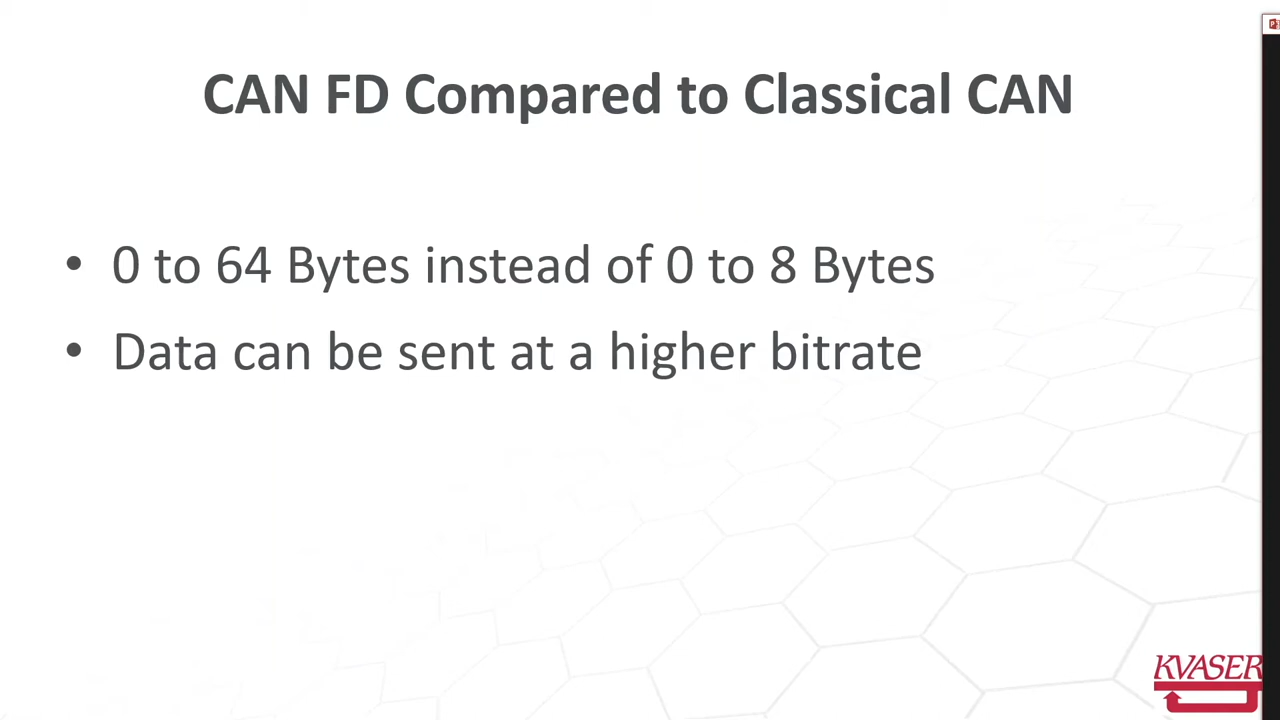 CAN FD Compared to Classical CAN
• 0 to 64 Bytes instead of 0 to 8 Bytes
• Data can be sent at a higher bitrate
KVASER